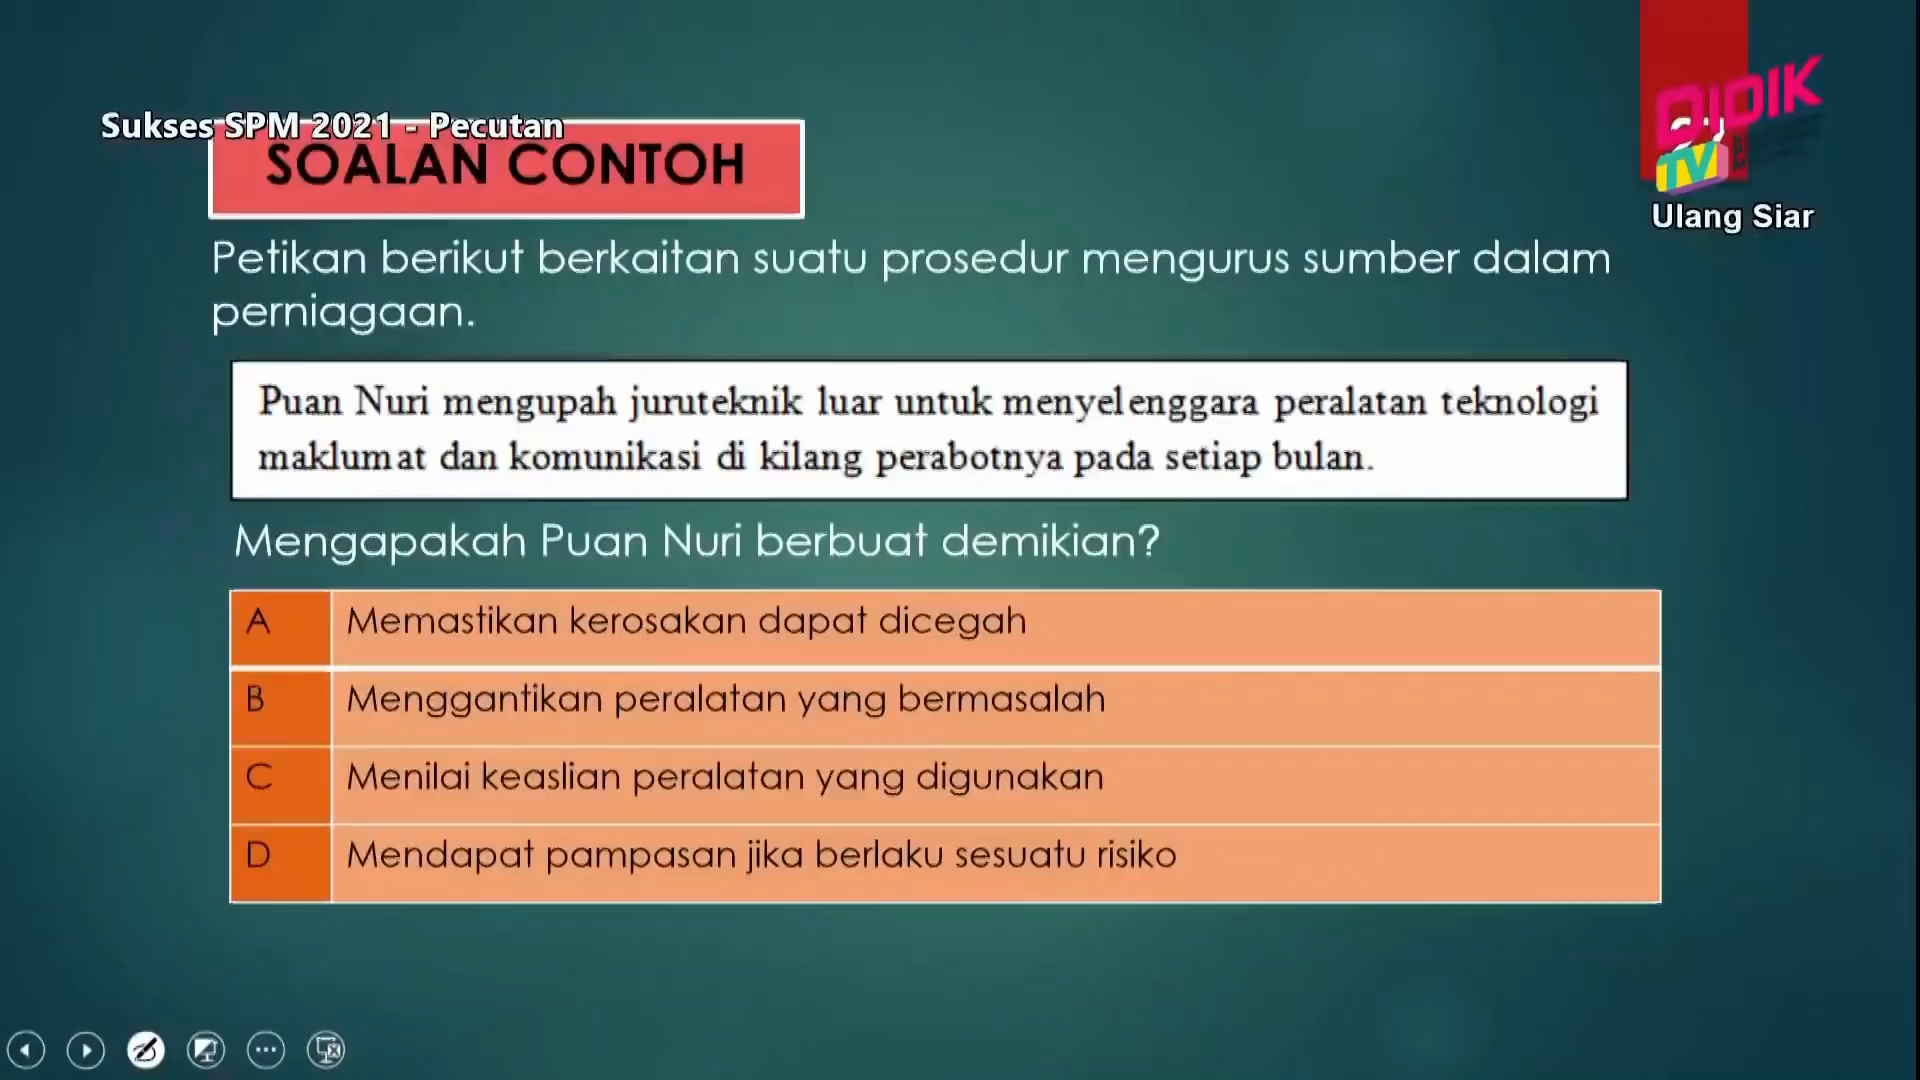 Sukses SPM 2021 - Pecutan
SOALAN CONTOH
DIDIK
TV
Ulang Siar
Petikan berikut berkaitan suatu prosedur mengurus sumber dalam
perniagaan.
Puan Nuri mengupah juruteknik luar untuk menyelenggara peralatan teknologi
maklumat dan komunikasi di kilang perabotnya pada setiap bulan.
Mengapakah Puan Nuri berbuat demikian?
A Memastikan kerosakan dapat dicegah
B Menggantikan peralatan yang bermasalah
C Menilai keaslian peralatan yang digunakan
D Mendapat pampasan jika berlaku sesuatu risiko